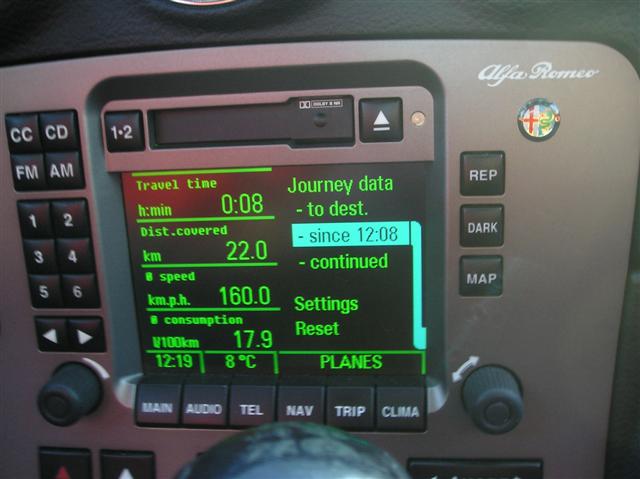 Alfa Romeo
DOLBY B NR
CC CD
1•2
FM AM
REP
Travel time
h:min 0:08
Dist.covered
km 22.0
Ø speed
km.p.h. 160.0
Ø consumption
l/100km 17.9
12:19 8 °C PLANES
Journey data
- to dest.
- since 12:08
- continued
Settings
Reset
1 2
3 4
5 6
DARK
MAP
MAIN AUDIO TEL NAV TRIP CLIMA